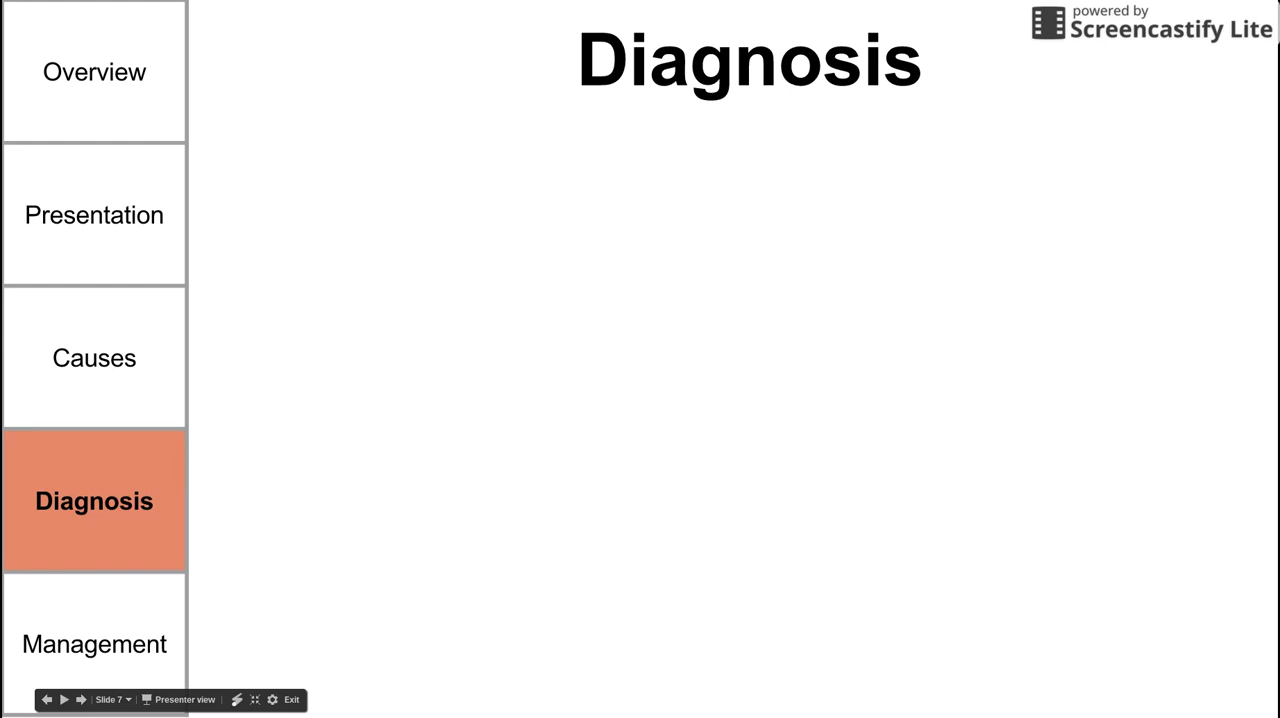 Overview
Presentation
Causes
Diagnosis
Management
Diagnosis
powered by
Screencastify Lite
Slide 7
Presenter view
Exit